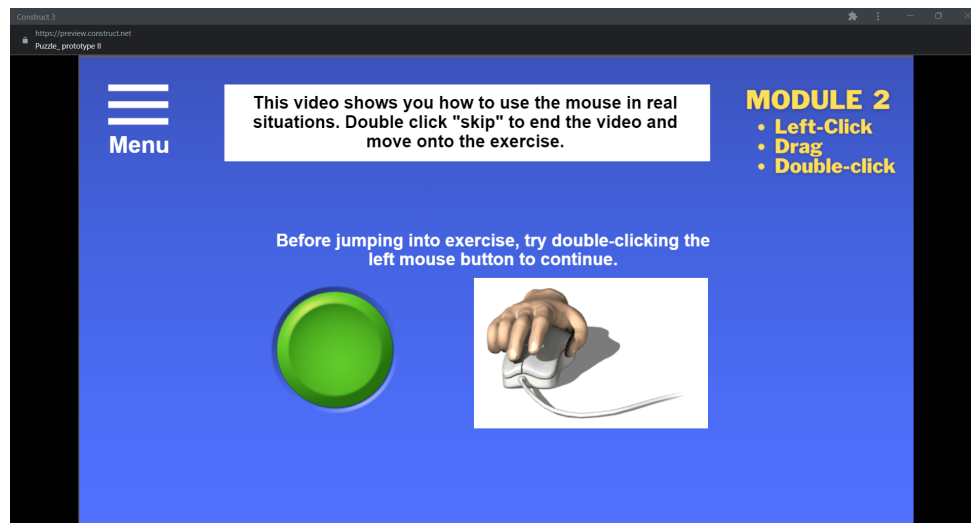 Construct 3
https://preview.construct.net
Puzzle_ prototype II
Menu
This video shows you how to use the mouse in real
situations. Double click "skip" to end the video and
move onto the exercise.
MODULE 2
• Left-Click
• Drag
• Double-click
Before jumping into exercise, try double-clicking the
left mouse button to continue.